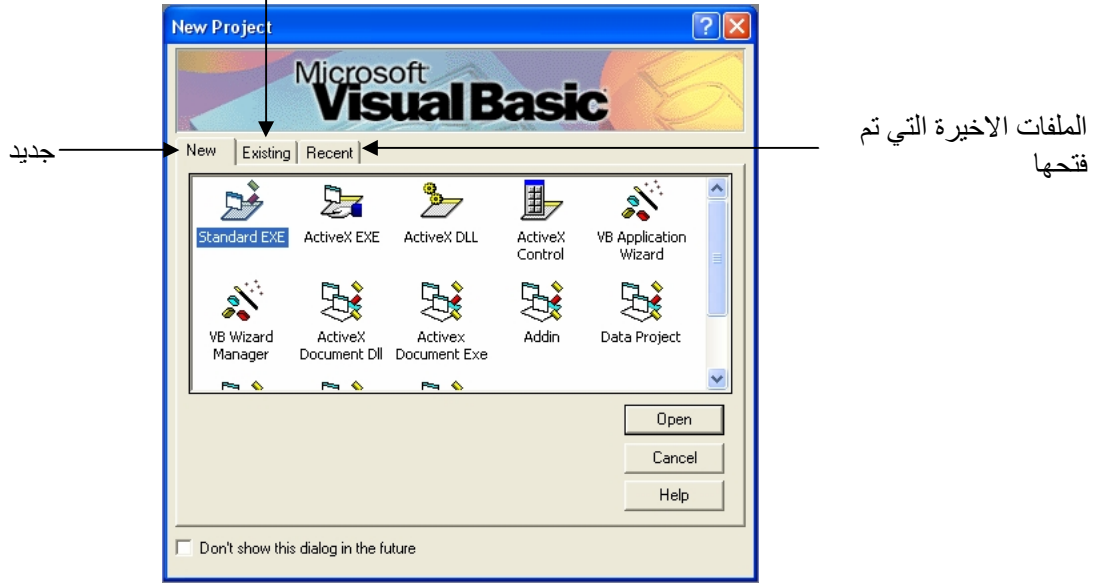 New Project
Microsoft
Visual Basic
New Existing Recent
جديد
الملفات الاخيرة التي تم
فتحها
Standard EXE
ActiveX EXE
ActiveX DLL
ActiveX
Control
VB Application
Wizard
VB Wizard
Manager
ActiveX
Document Dll
Activex
Document Exe
Addin
Data Project
Open
Cancel
Help
Don't show this dialog in the future